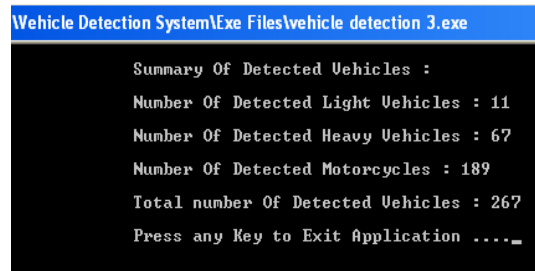 \Vehicle Detection System\Exe Files\vehicle detection 3.exe
Summary Of Detected Vehicles :
Number Of Detected Light Vehicles : 11
Number Of Detected Heavy Vehicles : 67
Number Of Detected Motorcycles : 189
Total number Of Detected Vehicles : 267
Press any Key to Exit Application ...._